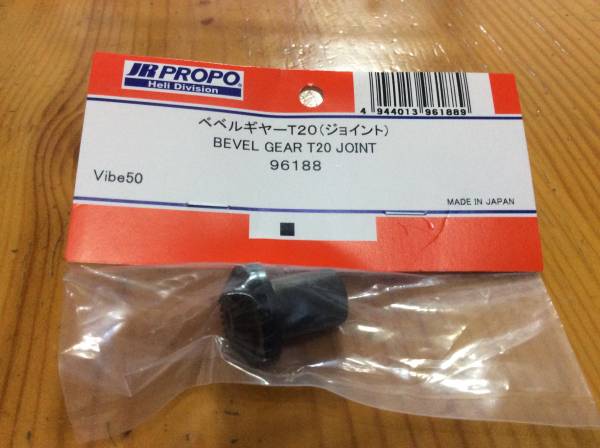 JR PROPO
Heli Division
4 944013 961889
ベベルギヤーT20(ジョイント)
BEVEL GEAR T20 JOINT
96188
Vibe50
MADE IN JAPAN